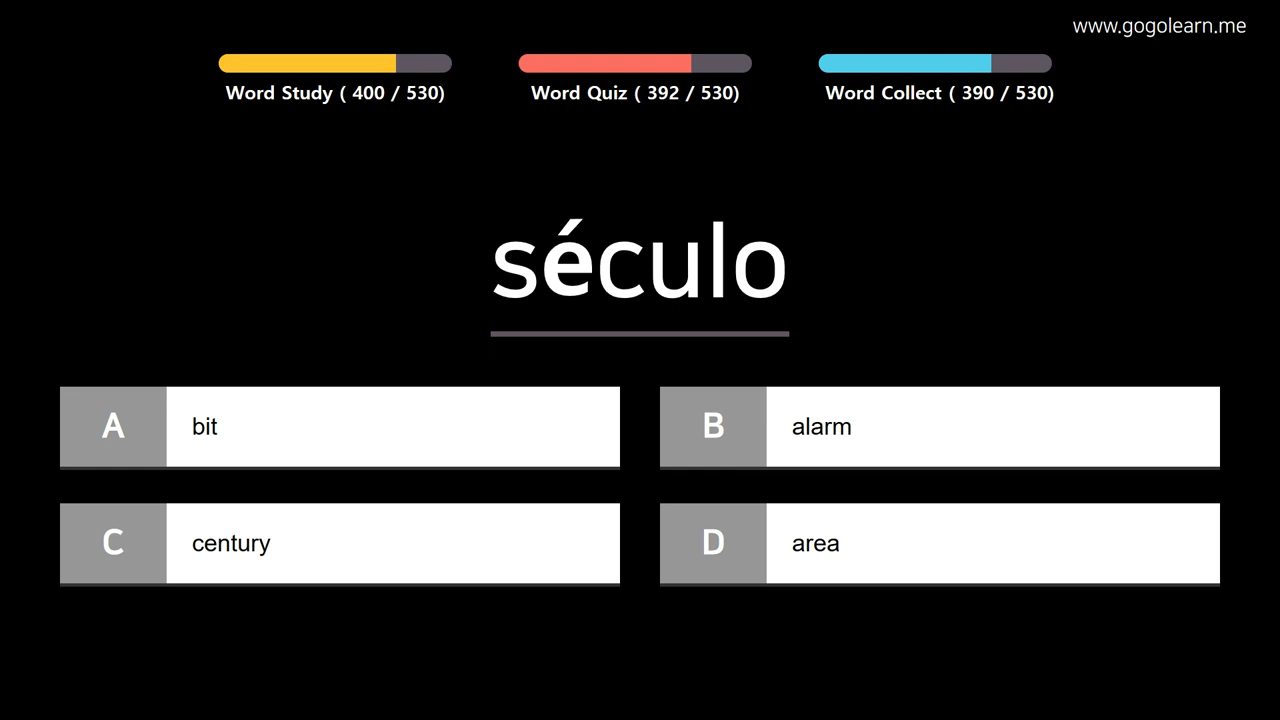 www.gogolearn.me
Word Study ( 400 / 530)
Word Quiz ( 392 / 530)
Word Collect ( 390 / 530)
século
A bit
B alarm
C century
D area